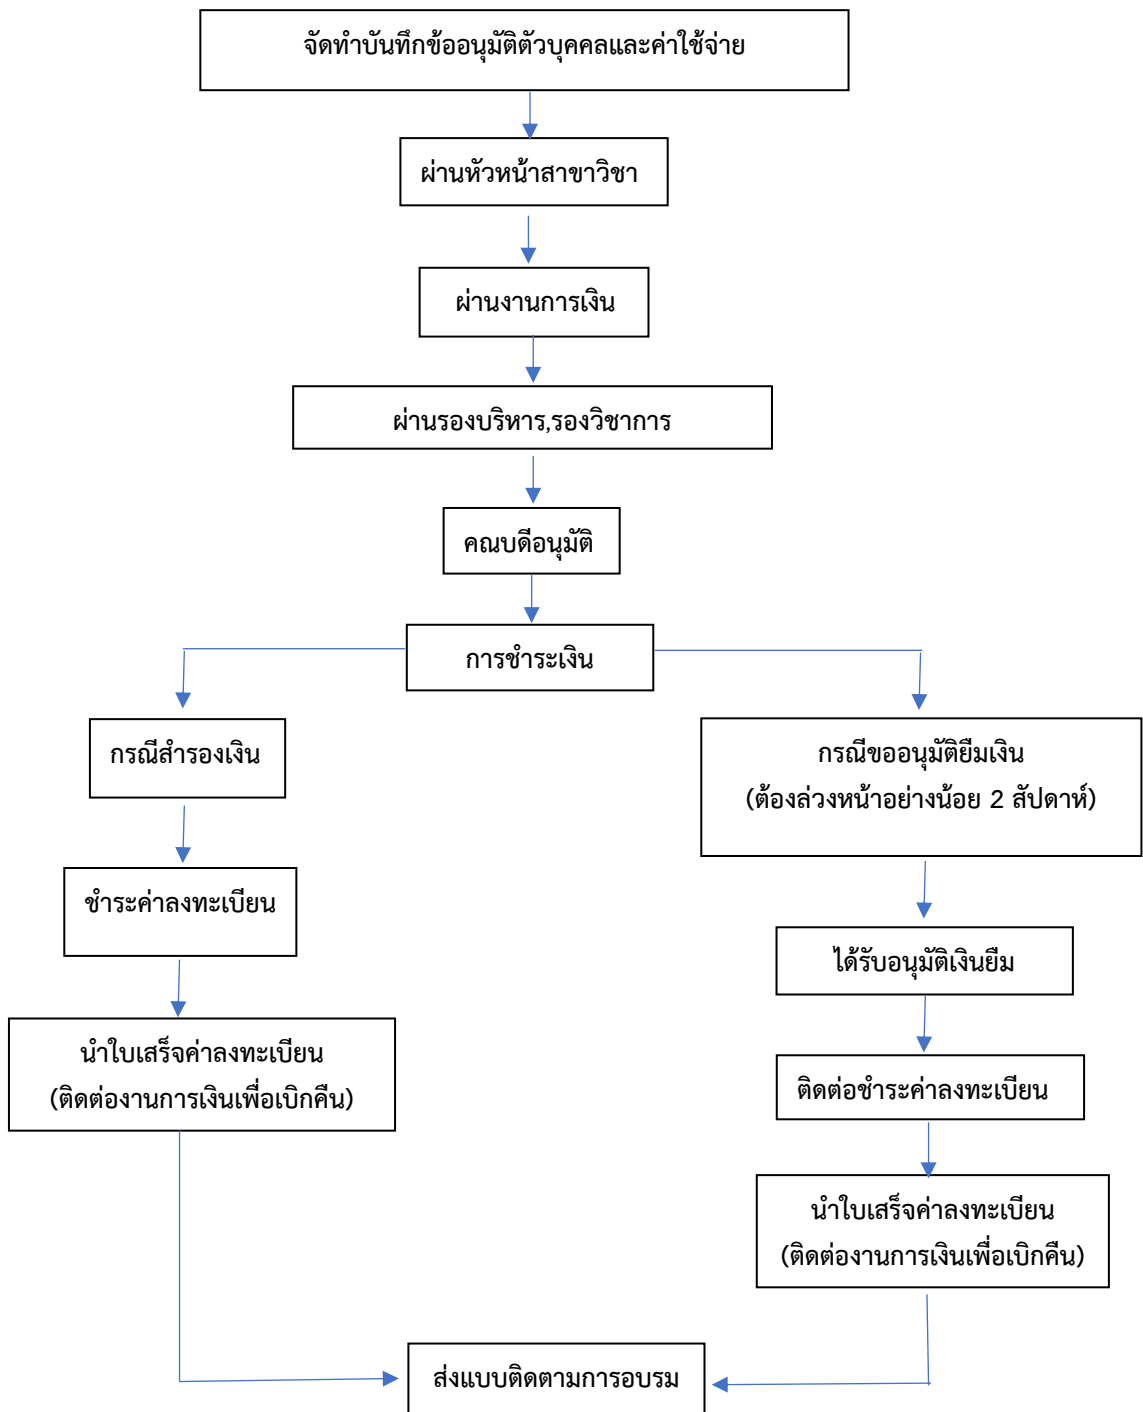 จัดทำบันทึกข้ออนุมัติตัวบุคคลและค่าใช้จ่าย
ผ่านหัวหน้าสาขาวิชา
ผ่านงานการเงิน
ผ่านรองบริหาร,รองวิชาการ
คณบดีอนุมัติ
การชำระเงิน
กรณีสำรองเงิน
ชำระค่าลงทะเบียน
นำใบเสร็จค่าลงทะเบียน
(ติดต่องานการเงินเพื่อเบิกคืน)
กรณีขออนุมัติยืมเงิน
(ต้องล่วงหน้าอย่างน้อย 2 สัปดาห์)
ได้รับอนุมัติเงินยืม
ติดต่อชำระค่าลงทะเบียน
นำใบเสร็จค่าลงทะเบียน
(ติดต่องานการเงินเพื่อเบิกคืน)
ส่งแบบติดตามการอบรม